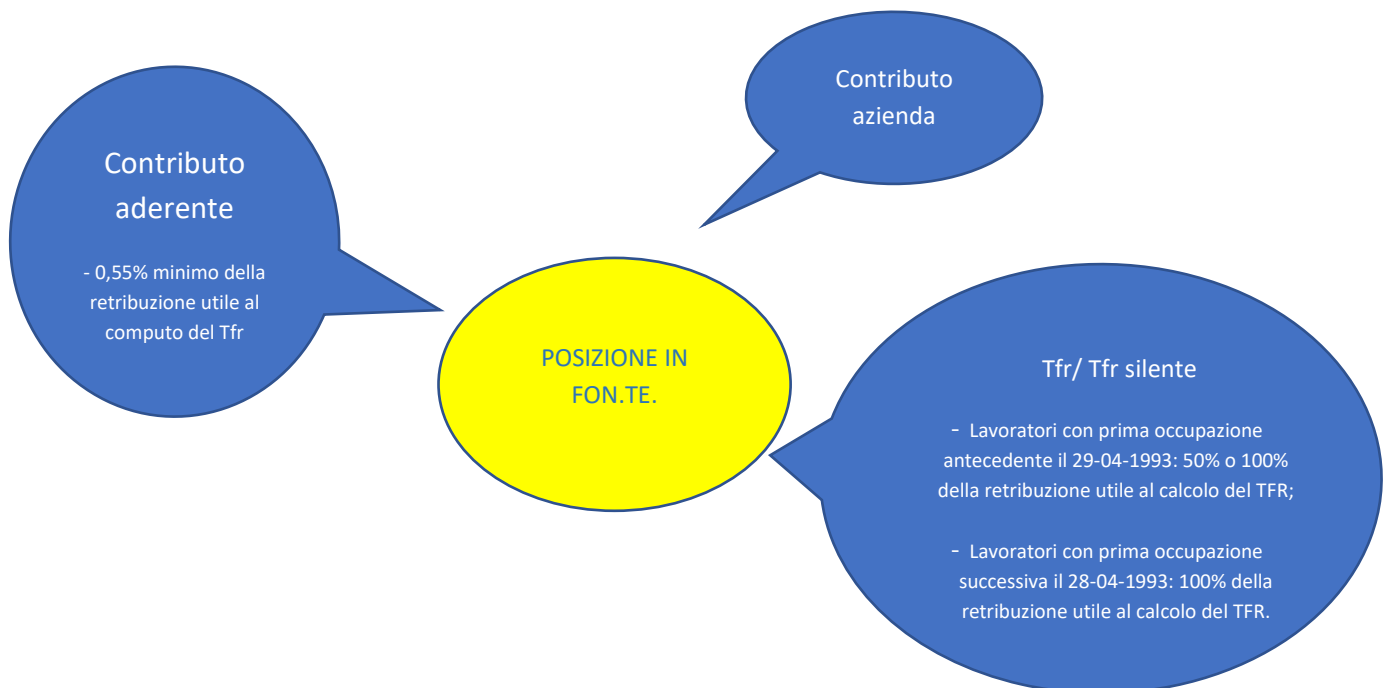 Contributo
azienda
Contributo
aderente
- 0,55% minimo della
retribuzione utile al
computo del Tfr
POSIZIONE IN
FON.TE.
Tfr/ Tfr silente
- Lavoratori con prima occupazione
antecedente il 29-04-1993: 50% o 100%
della retribuzione utile al calcolo del TFR;
- Lavoratori con prima occupazione
successiva il 28-04-1993: 100% della
retribuzione utile al calcolo del TFR.